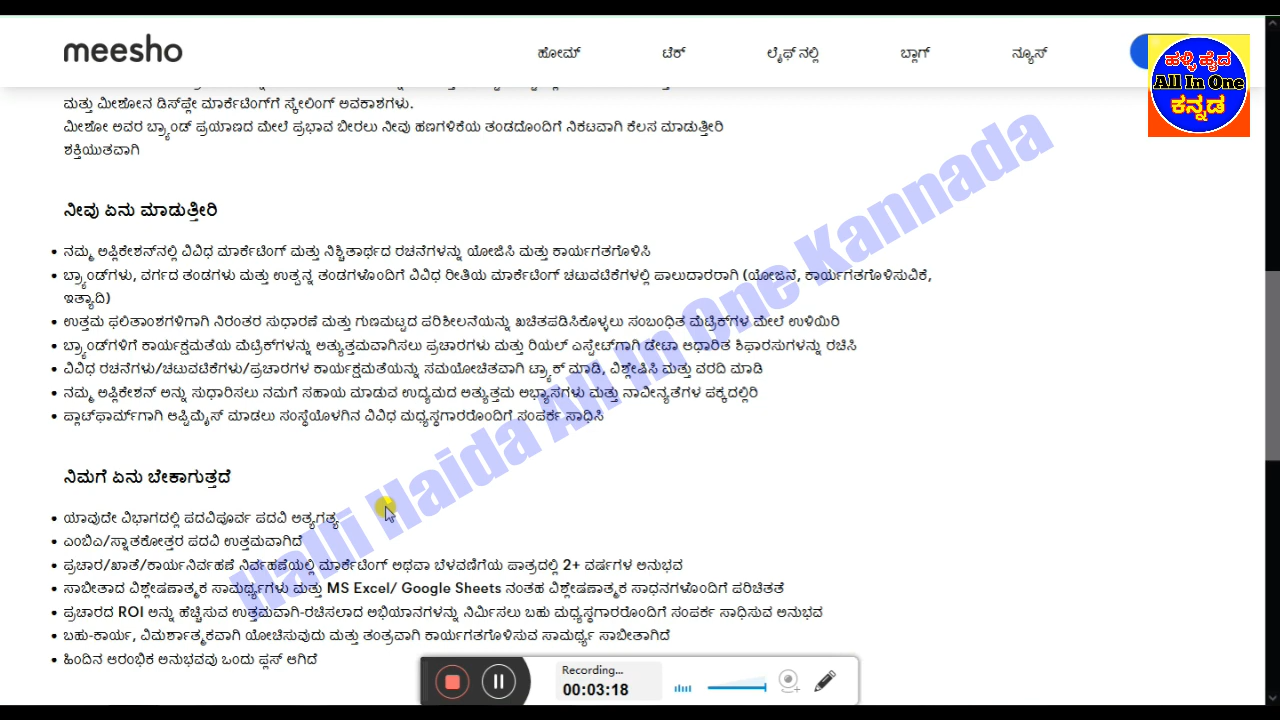 meesho
ಹೋಮ್ ಟೆಕ್ ಲೈಫ್ ನಲ್ಲಿ ಬ್ಲಾಗ್ ನ್ಯೂಸ್
ಹಳ್ಳಿ ಹೈದ
All In One
ಕನ್ನಡ
ಮತ್ತು ಮೀಶೋನ ಡಿಸ್‌ಪ್ಲೇ ಮಾರ್ಕೆಟಿಂಗ್‌ಗೆ ಸ್ಕೇಲಿಂಗ್ ಅವಕಾಶಗಳು.
ಮೀಶೋ ಅವರ ಬ್ರ್ಯಾಂಡ್ ಪ್ರಯಾಣದ ಮೇಲೆ ಪ್ರಭಾವ ಬೀರಲು ನೀವು ಹಣಗಳಿಕೆಯ ತಂಡದೊಂದಿಗೆ ನಿಕಟವಾಗಿ ಕೆಲಸ ಮಾಡುತ್ತೀರಿ
ಶಕ್ತಿಯುತವಾಗಿ
ನೀವು ಏನು ಮಾಡುತ್ತೀರಿ
• ನಮ್ಮ ಅಪ್ಲಿಕೇಶನ್‌ನಲ್ಲಿ ವಿವಿಧ ಮಾರ್ಕೆಟಿಂಗ್ ಮತ್ತು ನಿಶ್ಚಿತಾರ್ಥದ ರಚನೆಗಳನ್ನು ಯೋಜಿಸಿ ಮತ್ತು ಕಾರ್ಯಗತಗೊಳಿಸಿ
• ಬ್ರ್ಯಾಂಡ್‌ಗಳು, ವರ್ಗದ ತಂಡಗಳು ಮತ್ತು ಉತ್ಪನ್ನ ತಂಡಗಳೊಂದಿಗೆ ವಿವಿಧ ರೀತಿಯ ಮಾರ್ಕೆಟಿಂಗ್ ಚಟುವಟಿಕೆಗಳಲ್ಲಿ ಪಾಲುದಾರರಾಗಿ (ಯೋಜನೆ, ಕಾರ್ಯಗತಗೊಳಿಸುವಿಕೆ,
ಇತ್ಯಾದಿ)
• ಉತ್ತಮ ಫಲಿತಾಂಶಗಳಿಗಾಗಿ ನಿರಂತರ ಸುಧಾರಣೆ ಮತ್ತು ಗುಣಮಟ್ಟದ ಪರಿಶೀಲನೆಯನ್ನು ಖಚಿತಪಡಿಸಿಕೊಳ್ಳಲು ಸಂಬಂಧಿತ ಮೆಟ್ರಿಕ್‌ಗಳ ಮೇಲೆ ಉಳಿಯಿರಿ
• ಬ್ರ್ಯಾಂಡ್‌ಗಳಿಗೆ ಕಾರ್ಯಕ್ಷಮತೆಯ ಮೆಟ್ರಿಕ್‌ಗಳನ್ನು ಅತ್ಯುತ್ತಮವಾಗಿಸಲು ಪ್ರಚಾರಗಳು ಮತ್ತು ರಿಯಲ್ ಎಸ್ಟೇಟ್‌ಗಾಗಿ ಡೇಟಾ ಆಧಾರಿತ ಶಿಫಾರಸುಗಳನ್ನು ರಚಿಸಿ
• ವಿವಿಧ ರಚನೆಗಳು/ಚಟುವಟಿಕೆಗಳು/ಪ್ರಚಾರಗಳ ಕಾರ್ಯಕ್ಷಮತೆಯನ್ನು ಸಮಯೋಚಿತವಾಗಿ ಟ್ರ್ಯಾಕ್ ಮಾಡಿ, ವಿಶ್ಲೇಷಿಸಿ ಮತ್ತು ವರದಿ ಮಾಡಿ
• ನಮ್ಮ ಅಪ್ಲಿಕೇಶನ್ ಅನ್ನು ಸುಧಾರಿಸಲು ನಮಗೆ ಸಹಾಯ ಮಾಡುವ ಉದ್ಯಮದ ಅತ್ಯುತ್ತಮ ಅಭ್ಯಾಸಗಳು ಮತ್ತು ನಾವೀನ್ಯತೆಗಳ ಪಕ್ಕದಲ್ಲಿರಿ
• ಪ್ಲಾಟ್‌ಫಾರ್ಮ್‌ಗಾಗಿ ಆಪ್ಟಿಮೈಸ್ ಮಾಡಲು ಸಂಸ್ಥೆಯೊಳಗಿನ ವಿವಿಧ ಮಧ್ಯಸ್ಥಗಾರರೊಂದಿಗೆ ಸಂಪರ್ಕ ಸಾಧಿಸಿ
ನಿಮಗೆ ಏನು ಬೇಕಾಗುತ್ತದೆ
• ಯಾವುದೇ ವಿಭಾಗದಲ್ಲಿ ಪದವಿಪೂರ್ವ ಪದವಿ ಅತ್ಯಗತ್ಯ
• ಎಂಬಿಎ/ಸ್ನಾತಕೋತ್ತರ ಪದವಿ ಉತ್ತಮವಾಗಿದೆ
• ಪ್ರಚಾರ/ಖಾತೆ/ಕಾರ್ಯನಿರ್ವಹಣೆ ನಿರ್ವಹಣೆಯಲ್ಲಿ ಮಾರ್ಕೆಟಿಂಗ್ ಅಥವಾ ಬೆಳವಣಿಗೆಯ ಪಾತ್ರದಲ್ಲಿ 2+ ವರ್ಷಗಳ ಅನುಭವ
• ಸಾಬೀತಾದ ವಿಶ್ಲೇಷಣಾತ್ಮಕ ಸಾಮರ್ಥ್ಯಗಳು ಮತ್ತು MS Excel/ Google Sheets ನಂತಹ ವಿಶ್ಲೇಷಣಾತ್ಮಕ ಸಾಧನಗಳೊಂದಿಗೆ ಪರಿಚಿತತೆ
• ಪ್ರಚಾರದ ROI ಅನ್ನು ಹೆಚ್ಚಿಸುವ ಉತ್ತಮವಾಗಿ-ರಚಿಸಲಾದ ಅಭಿಯಾನಗಳನ್ನು ನಿರ್ಮಿಸಲು ಬಹು ಮಧ್ಯಸ್ಥಗಾರರೊಂದಿಗೆ ಸಂಪರ್ಕ ಸಾಧಿಸುವ ಅನುಭವ
• ಬಹು-ಕಾರ್ಯ, ವಿಮರ್ಶಾತ್ಮಕವಾಗಿ ಯೋಚಿಸುವುದು ಮತ್ತು ತಂತ್ರವಾಗಿ ಕಾರ್ಯಗತಗೊಳಿಸುವ ಸಾಮರ್ಥ್ಯ ಸಾಬೀತಾಗಿದೆ
• ಹಿಂದಿನ ಆರಂಭಿಕ ಅನುಭವವು ಒಂದು ಪ್ಲಸ್ ಆಗಿದೆ
Halli Haida All In One Kannada
Recording...
00:03:18